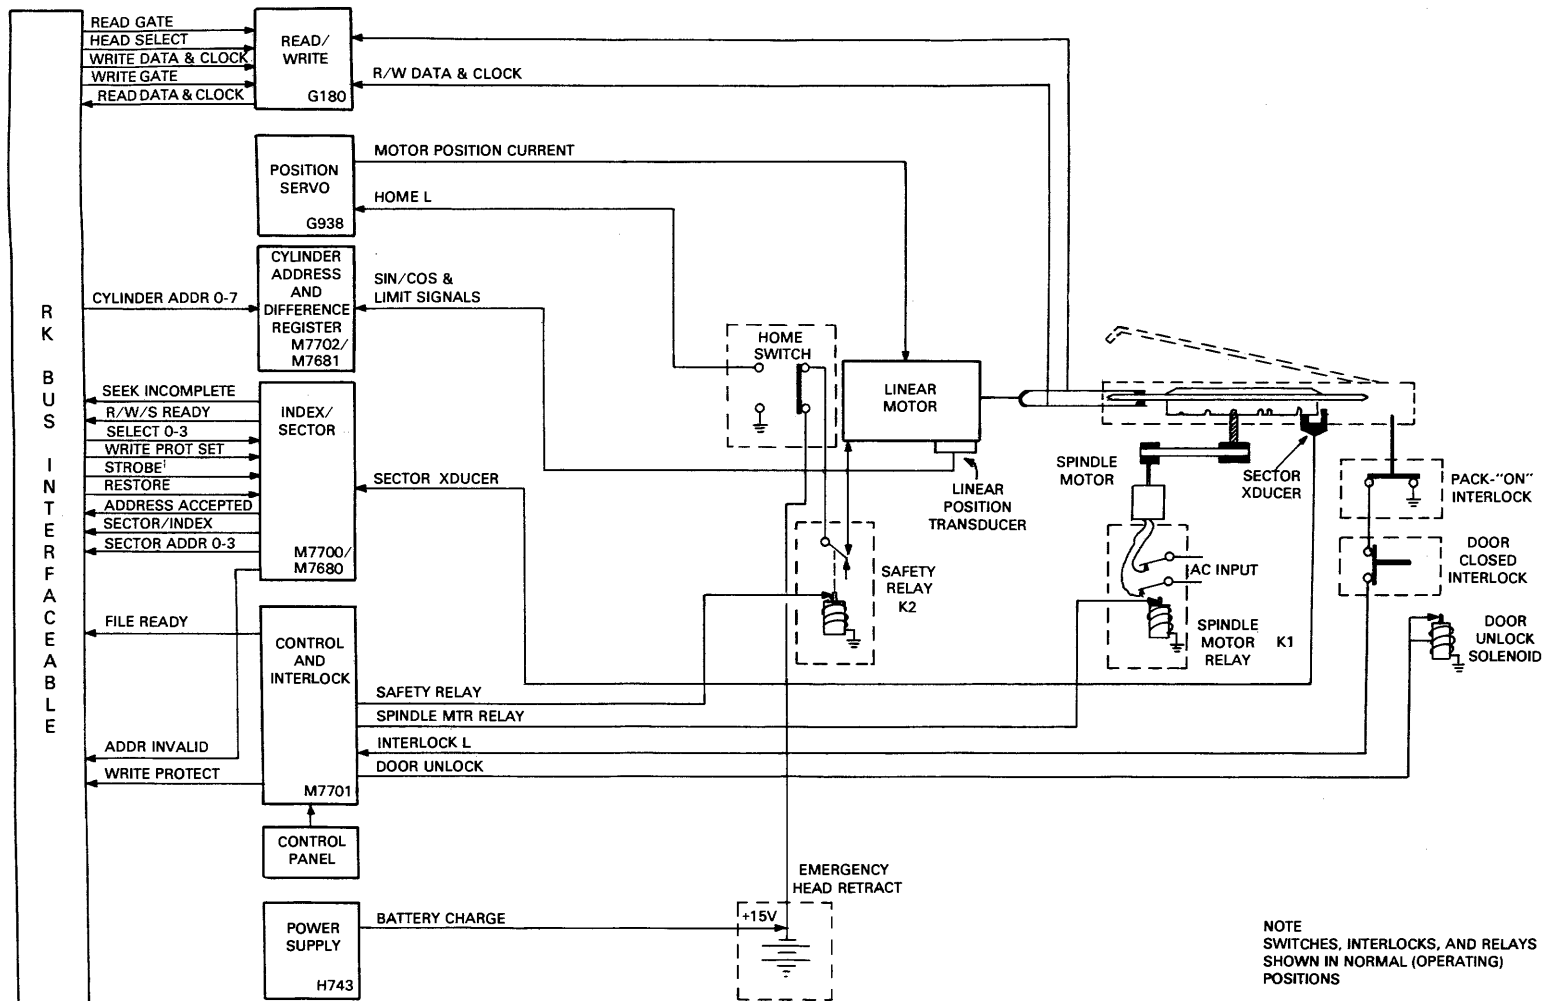 RK BUS INTERFACEABLE
READ GATE
HEAD SELECT
WRITE DATA & CLOCK
WRITE GATE
READ DATA & CLOCK
READ/
WRITE
G180
R/W DATA & CLOCK
POSITION
SERVO
G938
MOTOR POSITION CURRENT
HOME L
CYLINDER ADDR 0-7
CYLINDER
ADDRESS
AND
DIFFERENCE
REGISTER
M7702/
M7681
SIN/COS &
LIMIT SIGNALS
HOME
SWITCH
LINEAR
MOTOR
LINEAR
POSITION
TRANSDUCER
SEEK INCOMPLETE
R/W/S READY
SELECT 0-3
WRITE PROT SET
STROBE
RESTORE
ADDRESS ACCEPTED
SECTOR/INDEX
SECTOR ADDR 0-3
INDEX/
SECTOR
M7700/
M7680
SECTOR XDUCER
SPINDLE
MOTOR
SECTOR
XDUCER
PACK-"ON"
INTERLOCK
DOOR
CLOSED
INTERLOCK
SAFETY
RELAY
K2
AC INPUT
SPINDLE
MOTOR
RELAY
K1
DOOR
UNLOCK
SOLENOID
FILE READY
ADDR INVALID
WRITE PROTECT
CONTROL
AND
INTERLOCK
M7701
SAFETY RELAY
SPINDLE MTR RELAY
INTERLOCK L
DOOR UNLOCK
CONTROL
PANEL
EMERGENCY
HEAD RETRACT
+15V
POWER
SUPPLY
H743
BATTERY CHARGE
NOTE
SWITCHES, INTERLOCKS, AND RELAYS
SHOWN IN NORMAL (OPERATING)
POSITIONS